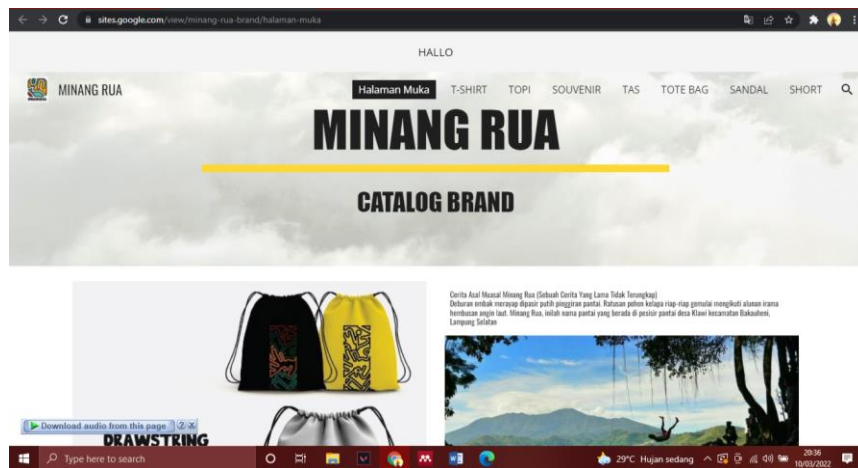 sites.google.com/view/minang-rua-brand/halaman-muka
HALLO
MINANG RUA
Halaman Muka T-SHIRT TOPI SOUVENIR TAS TOTE BAG SANDAL SHORT
MINANG RUA
CATALOG BRAND
Cerita Asal Muasal Minang Rua (Sebuah Cerita Yang Lama Tidak Terungkap)
Deburan ombak merayap dipasir putih pinggiran pantai. Ratusan pohon kelapa riap-riap gemulai mengikuti alunan irama
hembusan angin laut. Minang Rua, inilah nama pantai yang berada di pesisir pantai desa Klawi kecamatan Bakauheni,
Lampung Selatan
Download audio from this page
DRAWSTRING
Type here to search
29°C Hujan sedang
20:36
10/03/2022